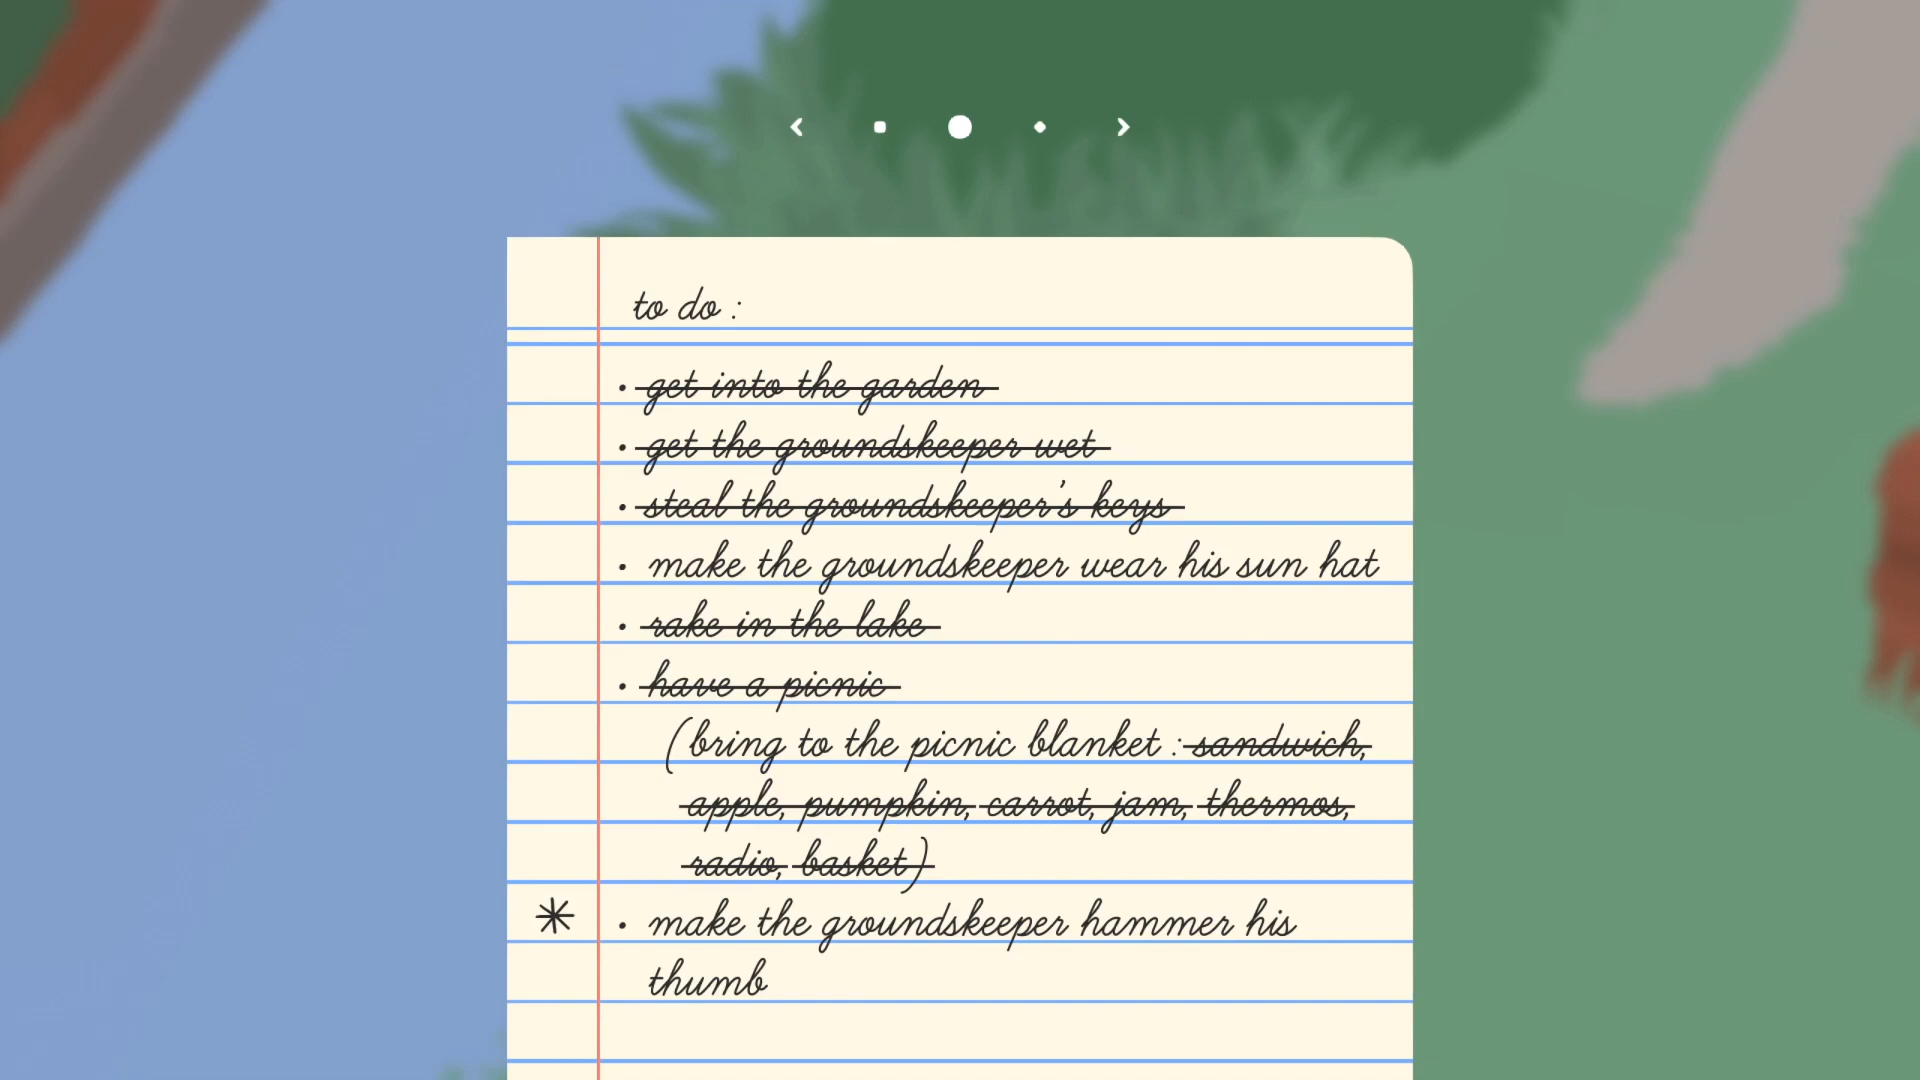 to do :
• get into the garden
• get the groundskeeper wet
• steal the groundskeeper's keys
• make the groundskeeper wear his sun hat
• rake in the lake
• have a picnic
(bring to the picnic blanket : sandwich,
apple, pumpkin, carrot, jam, thermos,
radio, basket)
* • make the groundskeeper hammer his
thumb